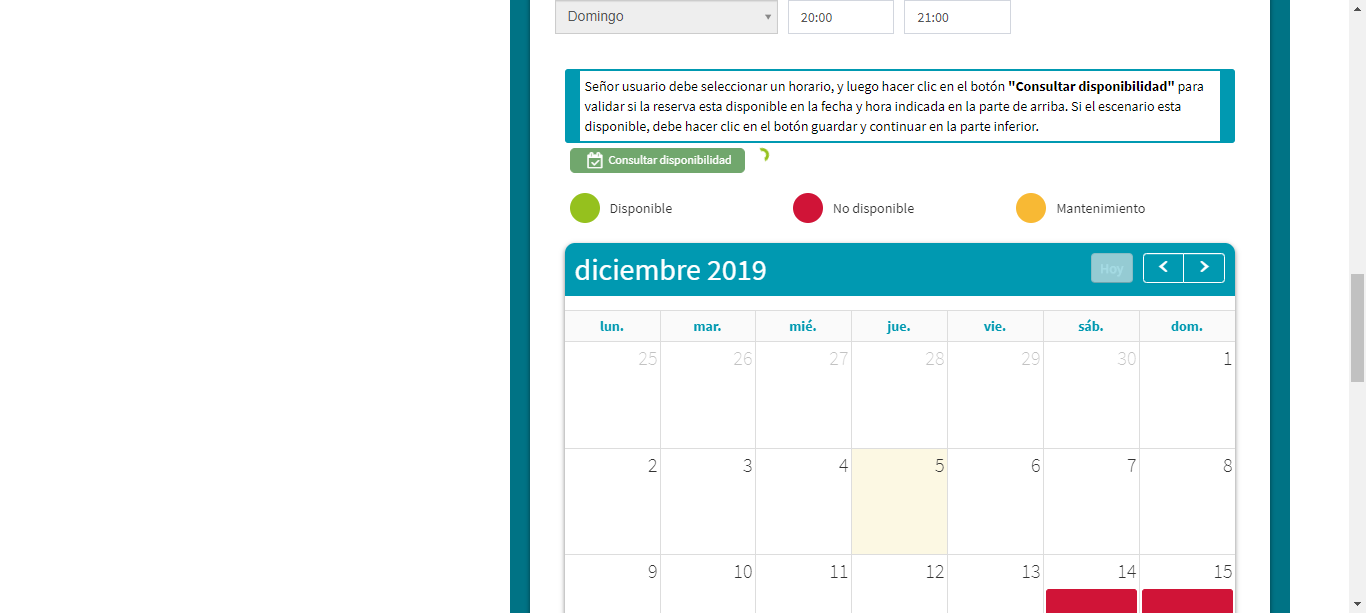 Domingo 20:00 21:00
Señor usuario debe seleccionar un horario, y luego hacer clic en el botón "Consultar disponibilidad" para
validar si la reserva esta disponible en la fecha y hora indicada en la parte de arriba. Si el escenario esta
disponible, debe hacer clic en el botón guardar y continuar en la parte inferior.
Consultar disponibilidad
Disponible No disponible Mantenimiento
diciembre 2019 Hoy
lun. mar. mié. jue. vie. sáb. dom.
25 26 27 28 29 30 1
2 3 4 5 6 7 8
9 10 11 12 13 14 15